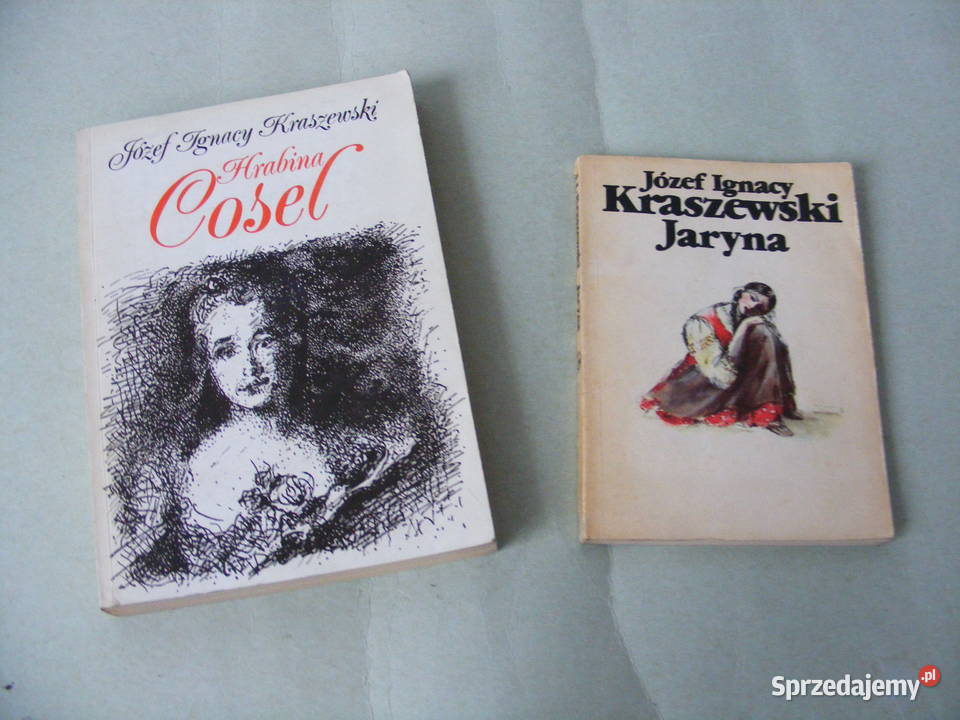 Józef Ignacy Kraszewski
Hrabina
Cosel
Józef Ignacy
Kraszewski
Jaryna
Sprzedajemy.pl